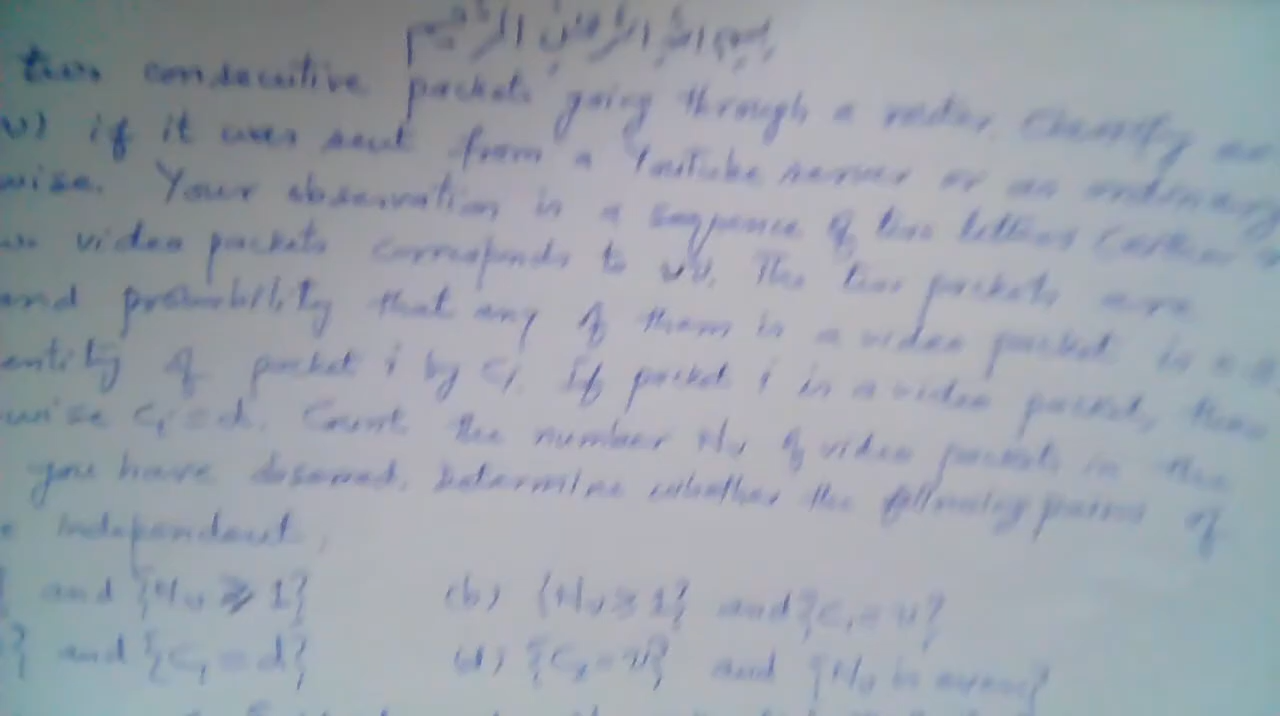 بسم الله الرحمن الرحيم
two consecutive packets going through a router. Classify
v) if it was sent from a YouTube server or an ordinary
wise. Your observation is a sequence of two letters (either
video packets corresponds to vv. The two packets are
and probability that any of them is a video packet is
entity of packet i by Ci. If packet i is a video packet, then
wise Ci = d. Count the number Nv of video packets in the
you have observed. Determine whether the following pairs of
independent,
and {Nv ≥ 1} (b) {Nv ≥ 1} and {C1 = v}
} and {C1 = d} (d) {C2 = v} and {Nv is even}